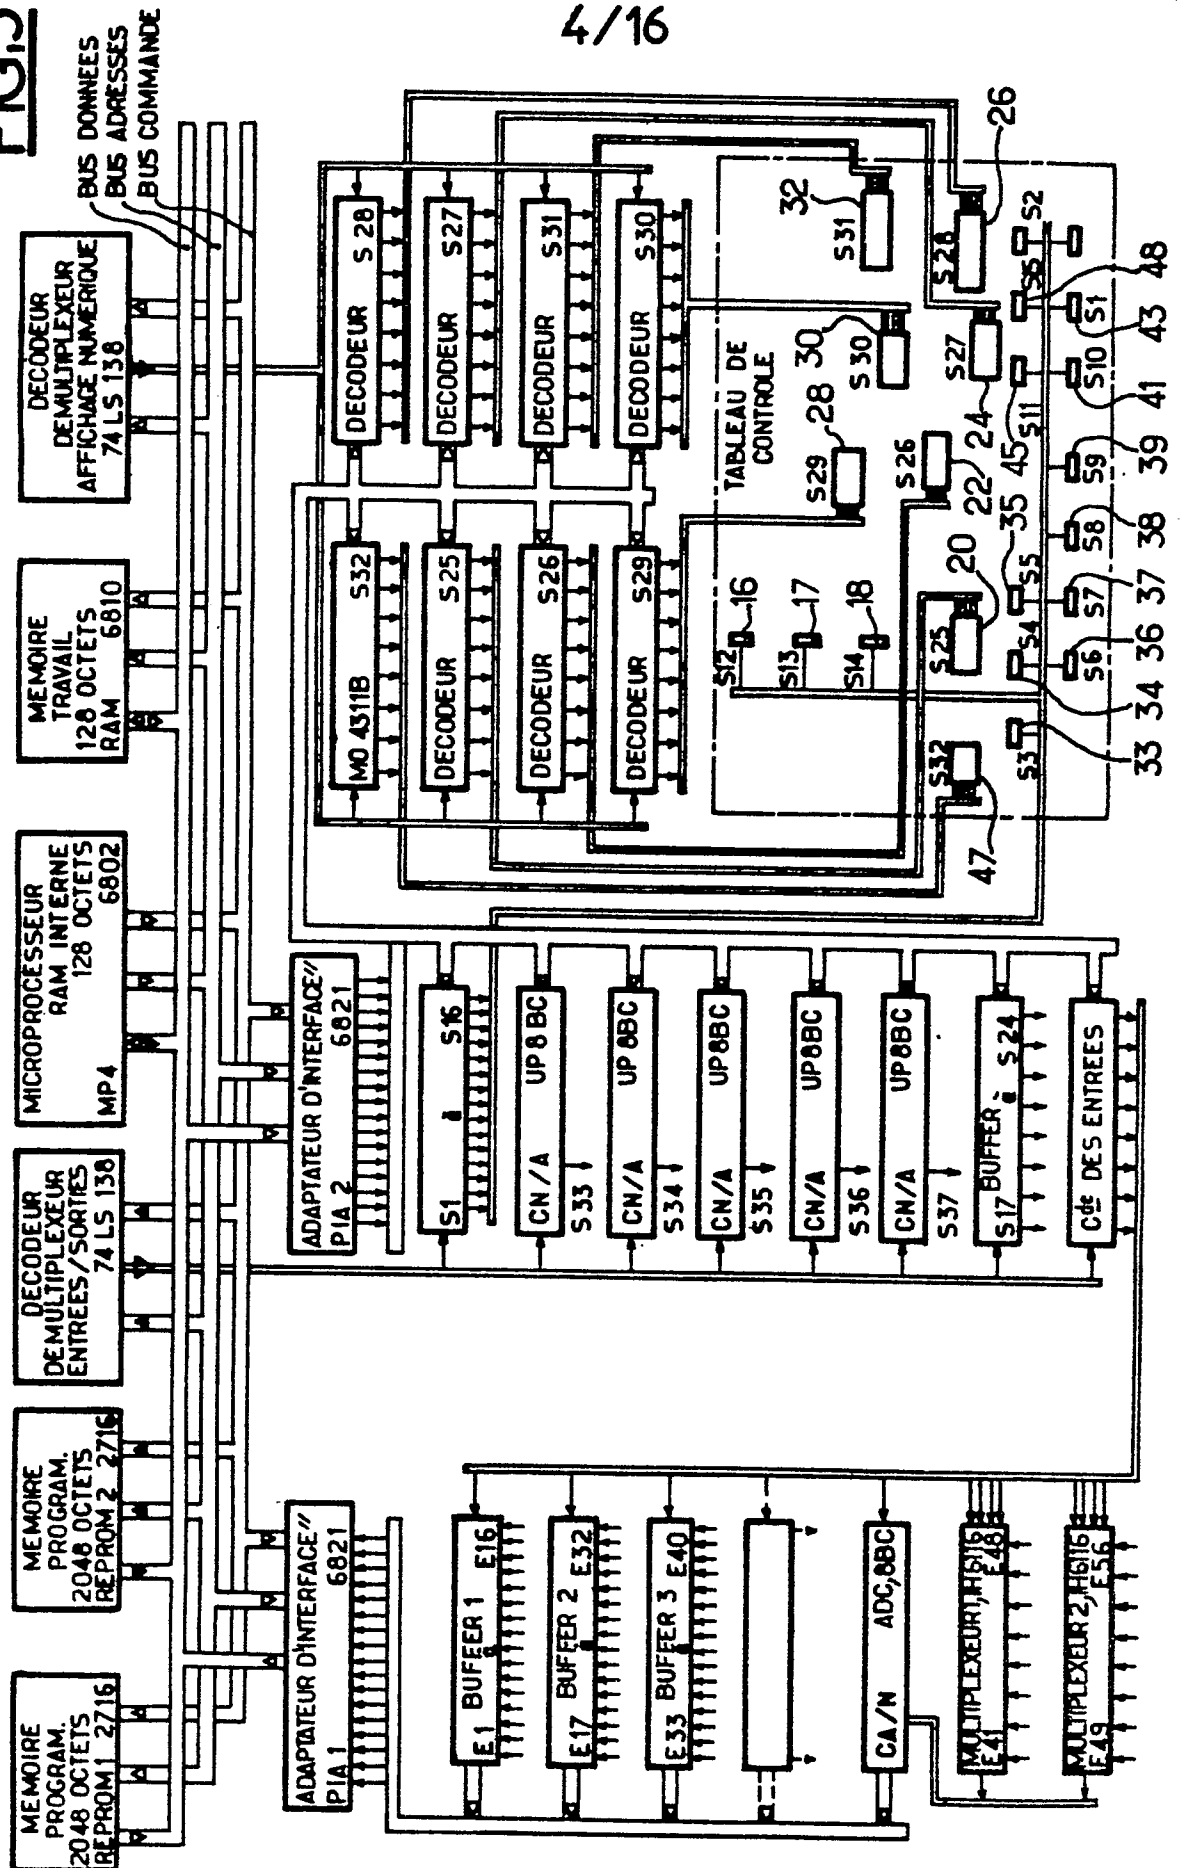 4/16
FIG.5
BUS DONNEES
BUS ADRESSES
BUS COMMANDE
MEMOIRE
PROGRAM.
2048 OCTETS
REPROM 1 2716
MEMOIRE
PROGRAM.
2048 OCTETS
REPROM 2 2716
DECODEUR
DEMULTIPLEXEUR
ENTREES/SORTIES
74 LS 138
MICROPROCESSEUR
RAM INTERNE
128 OCTETS
MP4 6802
MEMOIRE
TRAVAIL
128 OCTETS
RAM 6810
DECODEUR
DEMULTIPLEXEUR
AFFICHAGE NUMERIQUE
74 LS 138
ADAPTATEUR D'INTERFACE"
PIA 1 6821
ADAPTATEUR D'INTERFACE"
PIA 2 6821
BUFFER 1
E1 à E16
BUFFER 2
E17 à E32
BUFFER 3
E33 à E40
CA/N ADC,8BC
MULTIPLEXEUR 1,H616
E41 E48
MULTIPLEXEUR 2,H616
E49 E56
S1 à S16
CN/A UP8BC
S33
CN/A UP8BC
S34
CN/A UP8BC
S35
CN/A UP8BC
S36
CN/A UP8BC
S37
BUFFER
S17 à S24
Cde DES ENTREES
MO 4311B S32
DECODEUR S25
DECODEUR S26
DECODEUR S29
DECODEUR S28
DECODEUR S27
DECODEUR S31
DECODEUR S30
TABLEAU DE
CONTROLE
S12 16
S13 17
S14 18
S29 28
S30 30
S31 32
S32 47
S25 20
S26 22
S27 24
S28 26
S3 S4 S5 S11 S2
S6 S7 S8 S9 S10 S1
35 45 48
33 34 36 37 38 39 41 43